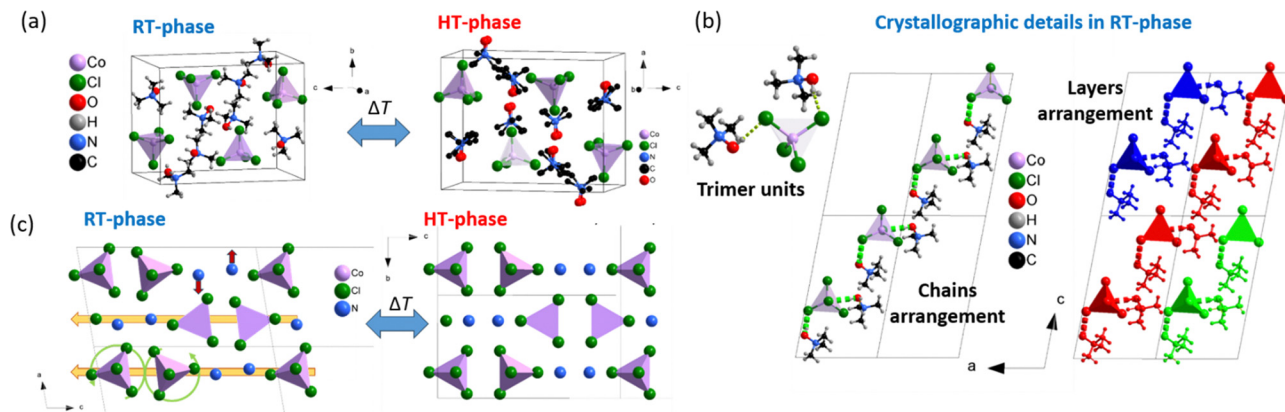 (a)
RT-phase
HT-phase
Co
Cl
O
H
N
C
b
c
a
ΔT
a
b
c
Co
Cl
N
C
O
(b)
Crystallographic details in RT-phase
Trimer units
Layers
arrangement
Co
Cl
O
H
N
C
Chains
arrangement
c
a
(c)
RT-phase
HT-phase
Co
Cl
N
c
b
ΔT
a
c